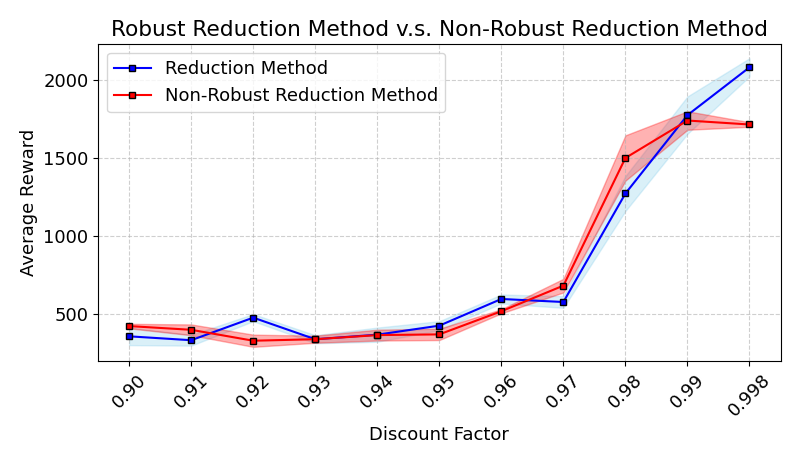 Robust Reduction Method v.s. Non-Robust Reduction Method
Reduction Method
Non-Robust Reduction Method
Average Reward
2000
1500
1000
500
0.90 0.91 0.92 0.93 0.94 0.95 0.96 0.97 0.98 0.99 0.998
Discount Factor